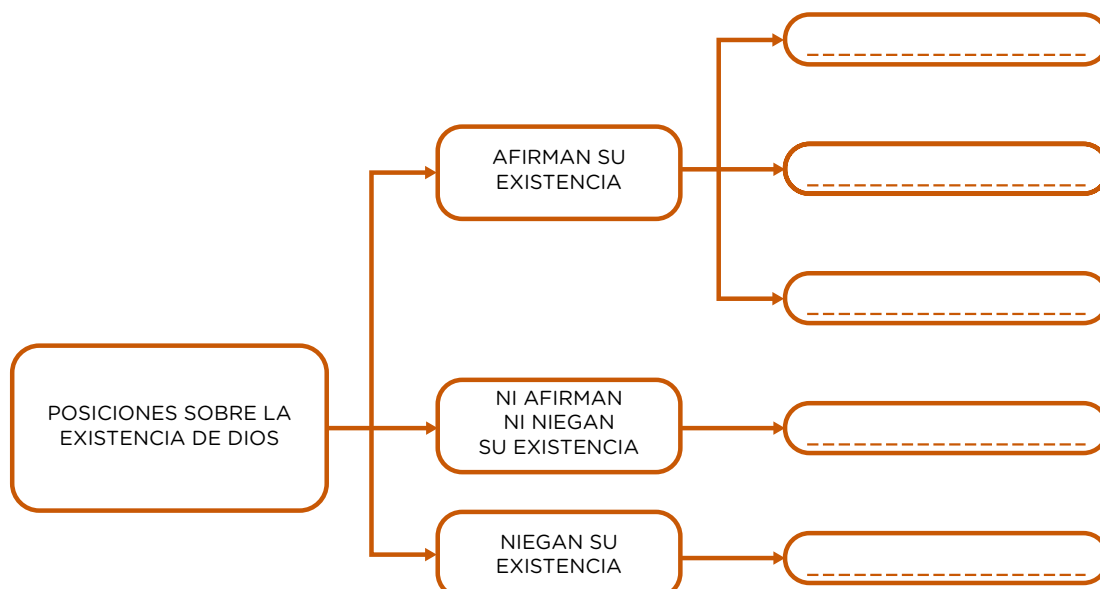 POSICIONES SOBRE LA
EXISTENCIA DE DIOS
AFIRMAN SU
EXISTENCIA
NI AFIRMAN
NI NIEGAN
SU EXISTENCIA
NIEGAN SU
EXISTENCIA